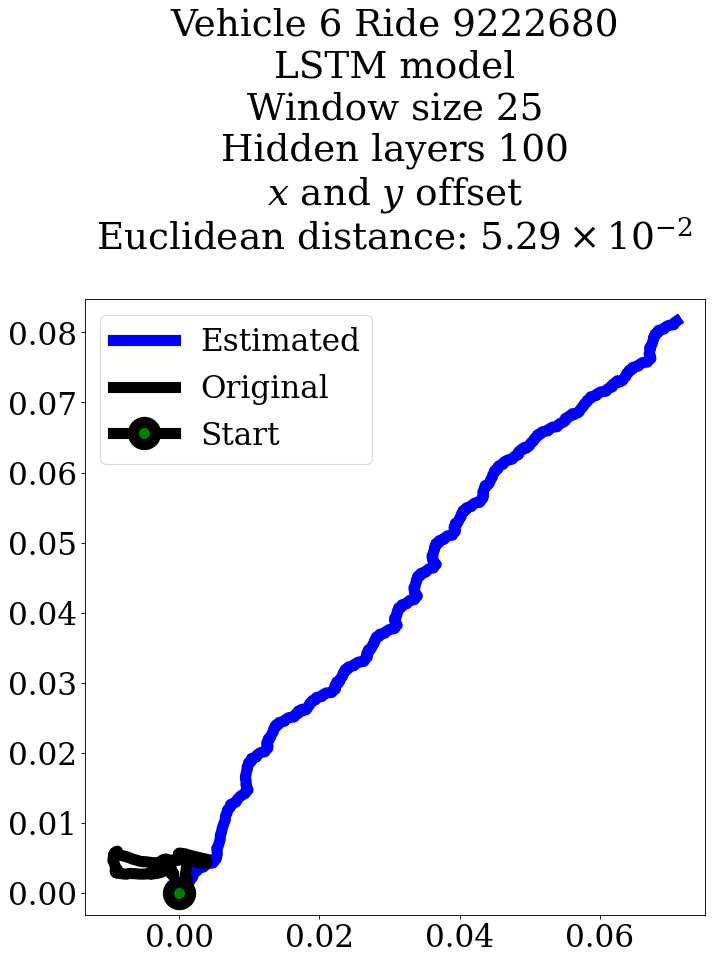 Vehicle 6 Ride 9222680
LSTM model
Window size 25
Hidden layers 100
x and y offset
Euclidean distance: 5.29 × 10⁻²
Estimated
Original
Start
0.08
0.07
0.06
0.05
0.04
0.03
0.02
0.01
0.00
0.00 0.02 0.04 0.06